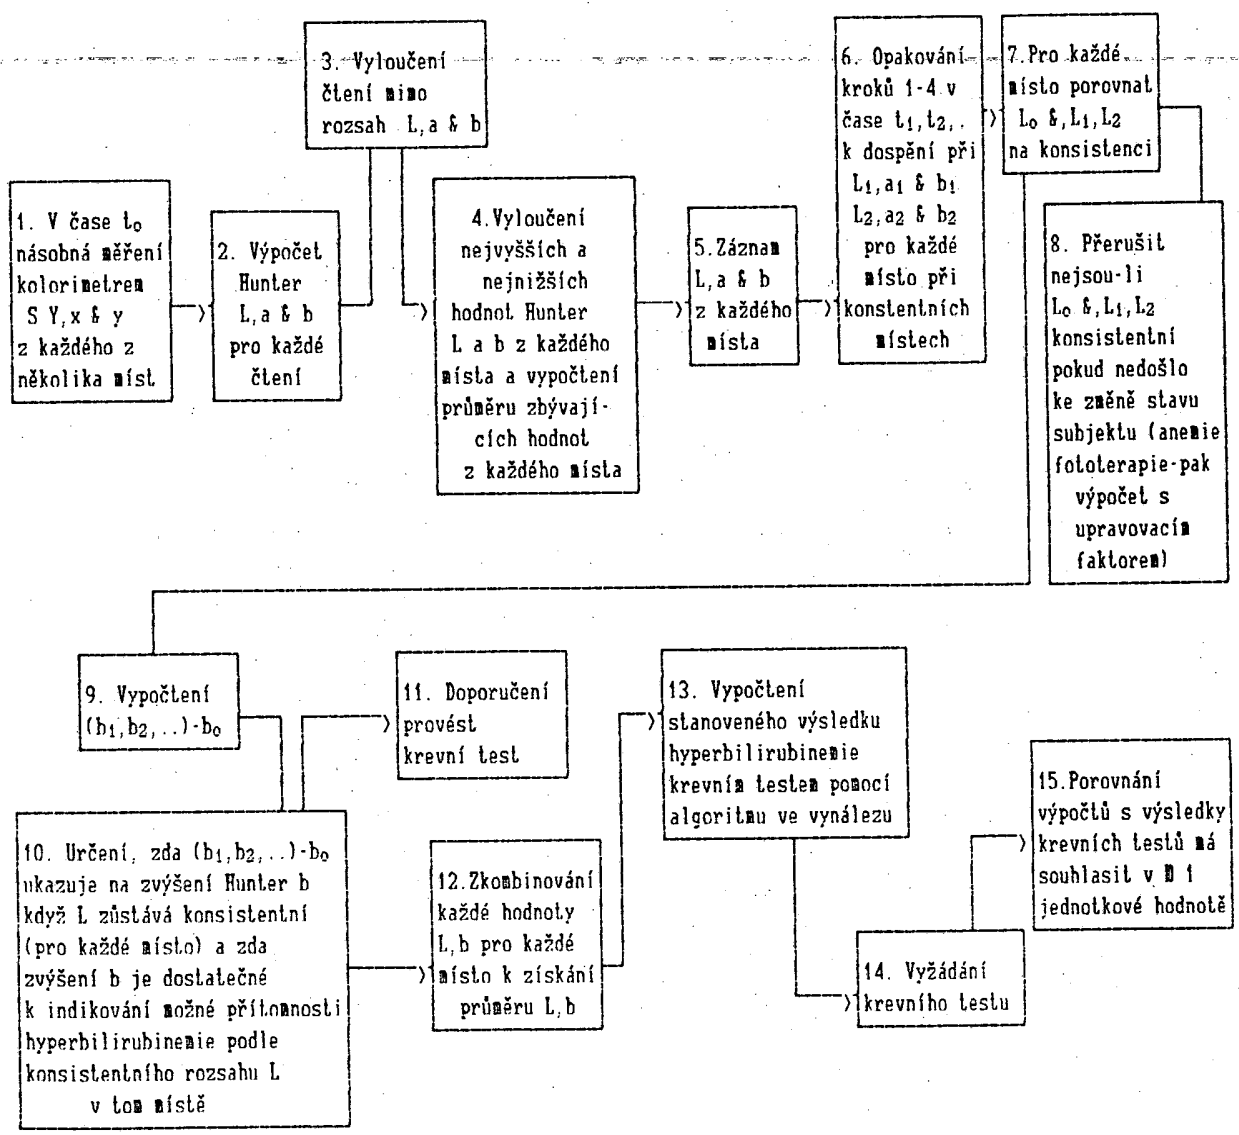 1. V čase t₀
násobná měření
kolorimetrem
S Y,x & y
z každého z
několika míst
2. Výpočet
Hunter
L,a & b
pro každé
čtení
3. Vyloučení
čtení mimo
rozsah L,a & b
4.Vyloučení
nejvyšších a
nejnižších
hodnot Hunter
L a b z každého
místa a vypočtení
průměru zbývají-
cích hodnot
z každého místa
5.Záznam
L,a & b
z každého
místa
6. Opakování
kroků 1-4 v
čase t₁,t₂,.
k dospění při
L₁,a₁ & b₁
L₂,a₂ & b₂
pro každé
místo při
konstentních
místech
7.Pro každé
místo porovnat
L₀ &,L₁,L₂
na konsistenci
8. Přerušit
nejsou-li
L₀ &,L₁,L₂
konsistentní
pokud nedošlo
ke změně stavu
subjektu (anemie
fototerapie-pak
výpočet s
upravovacím
faktorem)
9. Vypočtení
(b₁,b₂,..)-b₀
10. Určení, zda (b₁,b₂,..)-b₀
ukazuje na zvýšení Hunter b
když L zůstává konsistentní
(pro každé místo) a zda
zvýšení b je dostatečné
k indikování možné přítomnosti
hyperbilirubinemie podle
konsistentního rozsahu L
v tom místě
11. Doporučení
provést
krevní test
12.Zkombinování
každé hodnoty
L,b pro každé
místo k získání
průměru L,b
13. Vypočtení
stanoveného výsledku
hyperbilirubinemie
krevním testem pomocí
algoritmu ve vynálezu
14. Vyžádání
krevního testu
15.Porovnání
výpočtů s výsledky
krevních testů má
souhlasit v 1
jednotkové hodnotě